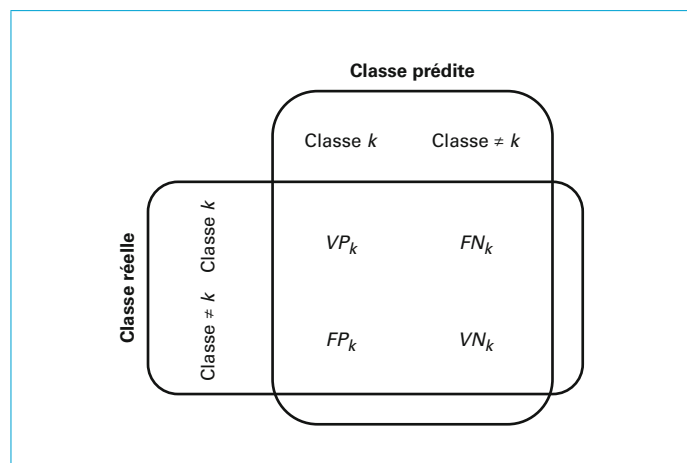 Classe prédite
Classe k
Classe ≠ k
Classe réelle
Classe k
VPk
FNk
Classe ≠ k
FPk
VNk